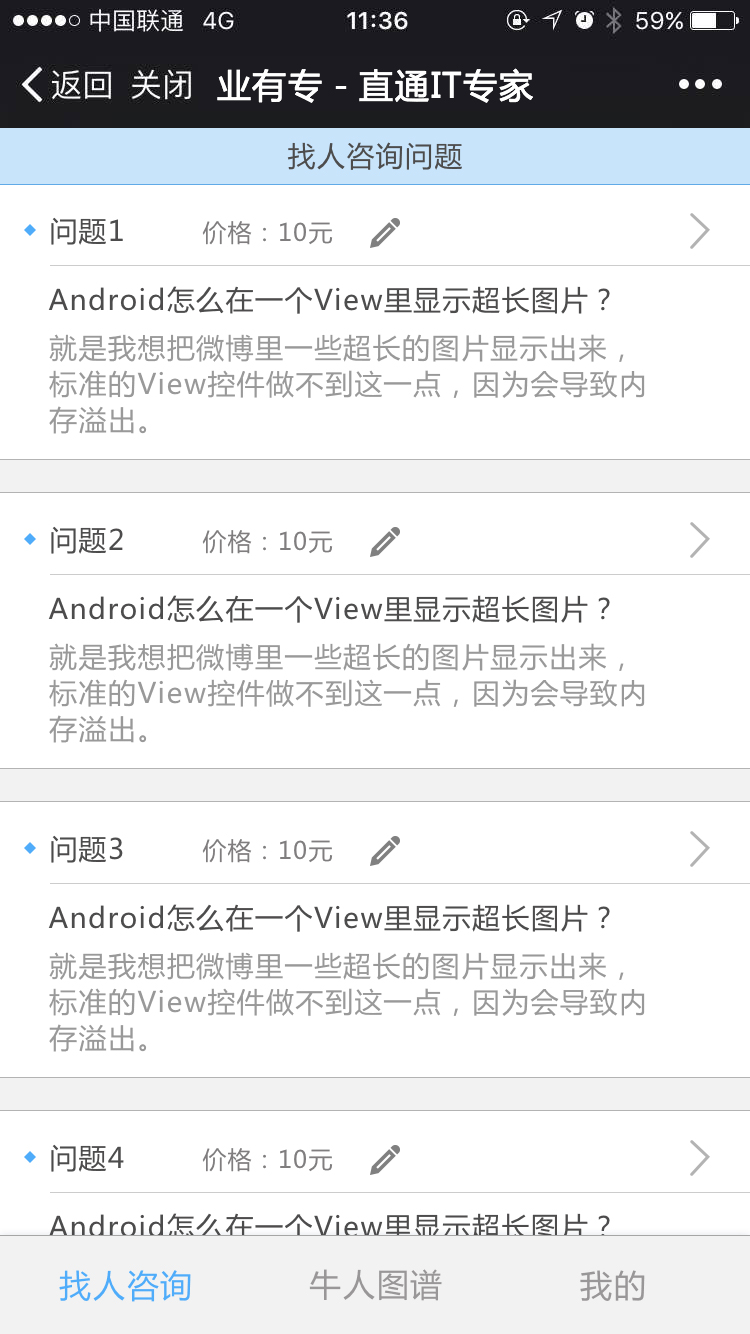 中国联通 4G 11:36 59%
返回 关闭 业有专 - 直通IT专家
找人咨询问题
问题1 价格：10元
Android怎么在一个View里显示超长图片？
就是我想把微博里一些超长的图片显示出来，
标准的View控件做不到这一点，因为会导致内
存溢出。
问题2 价格：10元
Android怎么在一个View里显示超长图片？
就是我想把微博里一些超长的图片显示出来，
标准的View控件做不到这一点，因为会导致内
存溢出。
问题3 价格：10元
Android怎么在一个View里显示超长图片？
就是我想把微博里一些超长的图片显示出来，
标准的View控件做不到这一点，因为会导致内
存溢出。
问题4 价格：10元
Android怎么在一个View里显示超长图片？
找人咨询 牛人图谱 我的